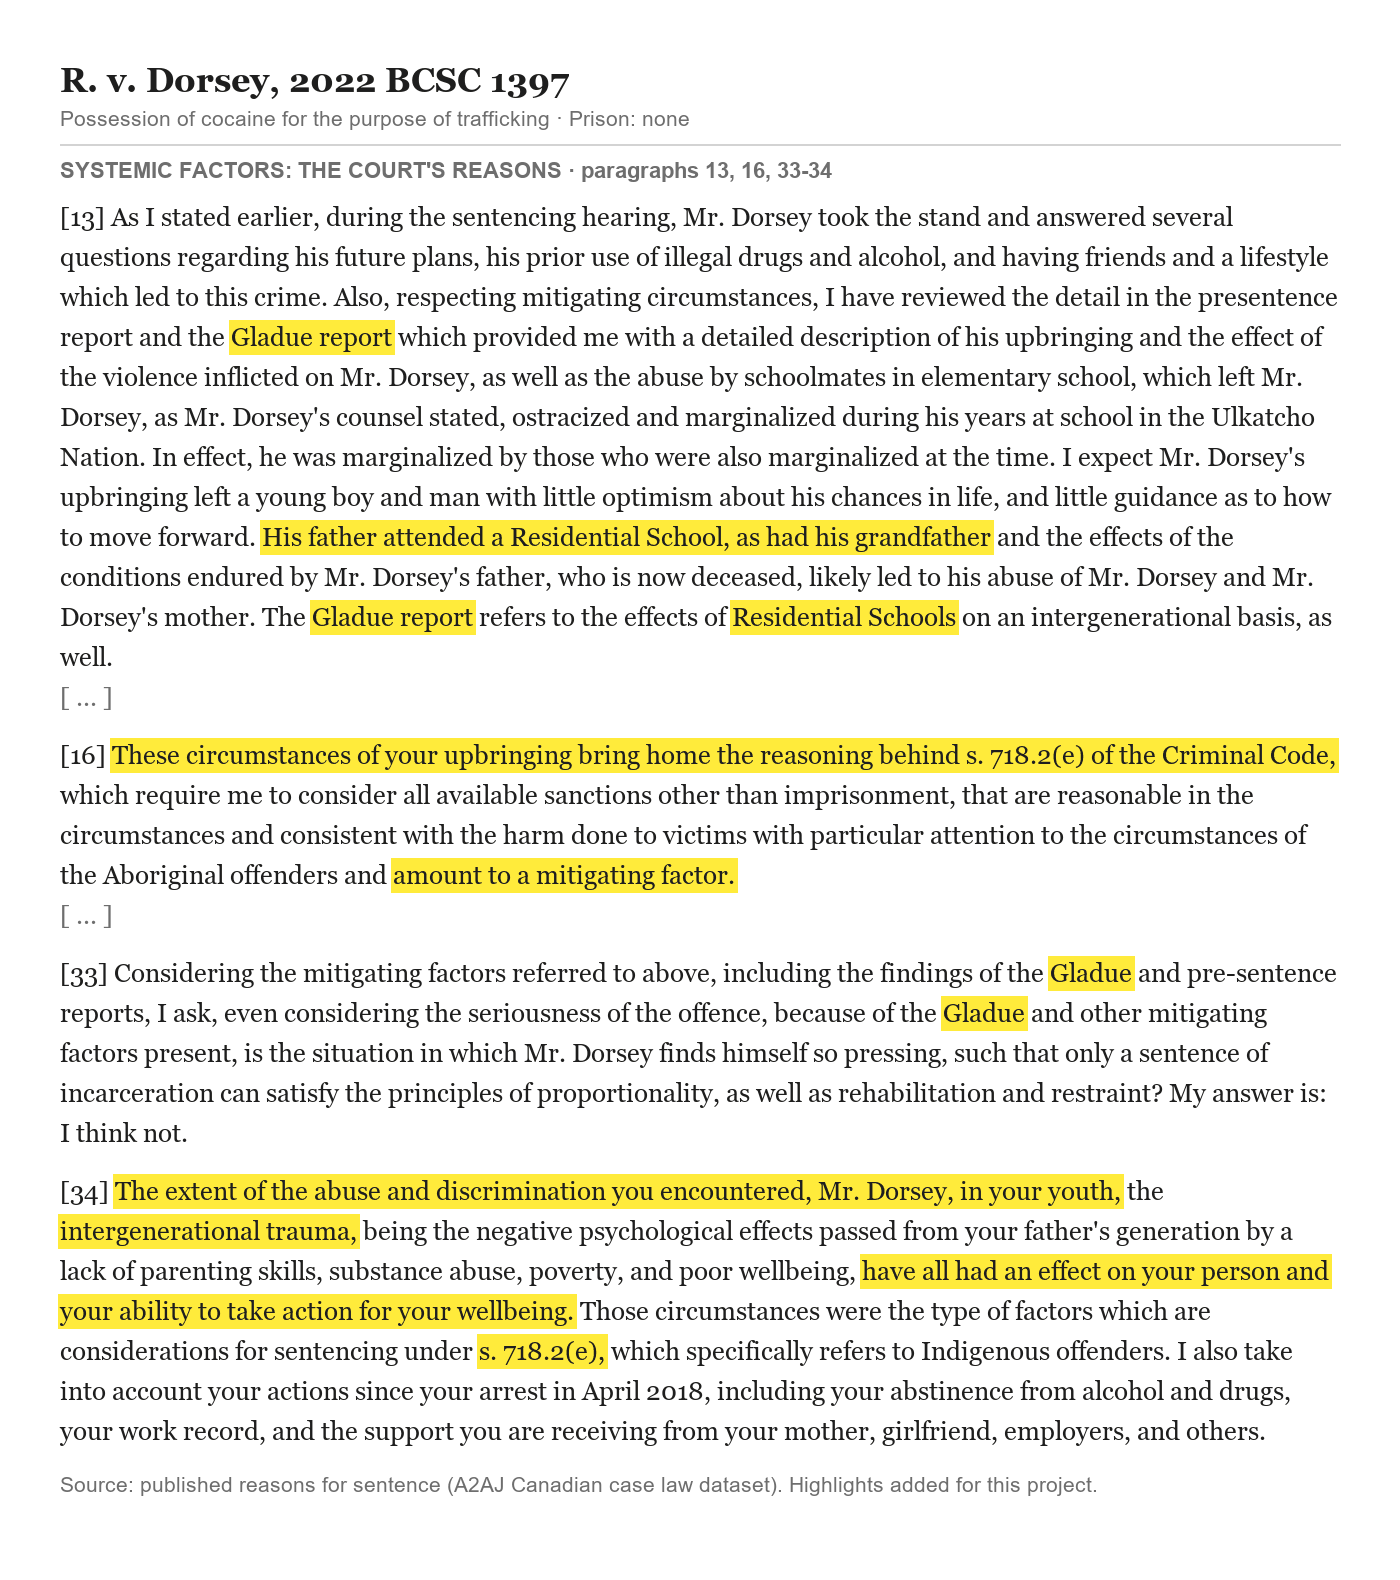 R. v. Dorsey, 2022 BCSC 1397
Possession of cocaine for the purpose of trafficking · Prison: none
SYSTEMIC FACTORS: THE COURT'S REASONS · paragraphs 13, 16, 33-34
[13] As I stated earlier, during the sentencing hearing, Mr. Dorsey took the stand and answered several
questions regarding his future plans, his prior use of illegal drugs and alcohol, and having friends and a lifestyle
which led to this crime. Also, respecting mitigating circumstances, I have reviewed the detail in the presentence
report and the Gladue report which provided me with a detailed description of his upbringing and the effect of
the violence inflicted on Mr. Dorsey, as well as the abuse by schoolmates in elementary school, which left Mr.
Dorsey, as Mr. Dorsey's counsel stated, ostracized and marginalized during his years at school in the Ulkatcho
Nation. In effect, he was marginalized by those who were also marginalized at the time. I expect Mr. Dorsey's
upbringing left a young boy and man with little optimism about his chances in life, and little guidance as to how
to move forward. His father attended a Residential School, as had his grandfather and the effects of the
conditions endured by Mr. Dorsey's father, who is now deceased, likely led to his abuse of Mr. Dorsey and Mr.
Dorsey's mother. The Gladue report refers to the effects of Residential Schools on an intergenerational basis, as
well.
[ ... ]
[16] These circumstances of your upbringing bring home the reasoning behind s. 718.2(e) of the Criminal Code,
which require me to consider all available sanctions other than imprisonment, that are reasonable in the
circumstances and consistent with the harm done to victims with particular attention to the circumstances of
the Aboriginal offenders and amount to a mitigating factor.
[ ... ]
[33] Considering the mitigating factors referred to above, including the findings of the Gladue and pre-sentence
reports, I ask, even considering the seriousness of the offence, because of the Gladue and other mitigating
factors present, is the situation in which Mr. Dorsey finds himself so pressing, such that only a sentence of
incarceration can satisfy the principles of proportionality, as well as rehabilitation and restraint? My answer is:
I think not.
[34] The extent of the abuse and discrimination you encountered, Mr. Dorsey, in your youth, the
intergenerational trauma, being the negative psychological effects passed from your father's generation by a
lack of parenting skills, substance abuse, poverty, and poor wellbeing, have all had an effect on your person and
your ability to take action for your wellbeing. Those circumstances were the type of factors which are
considerations for sentencing under s. 718.2(e), which specifically refers to Indigenous offenders. I also take
into account your actions since your arrest in April 2018, including your abstinence from alcohol and drugs,
your work record, and the support you are receiving from your mother, girlfriend, employers, and others.
Source: published reasons for sentence (A2AJ Canadian case law dataset). Highlights added for this project.